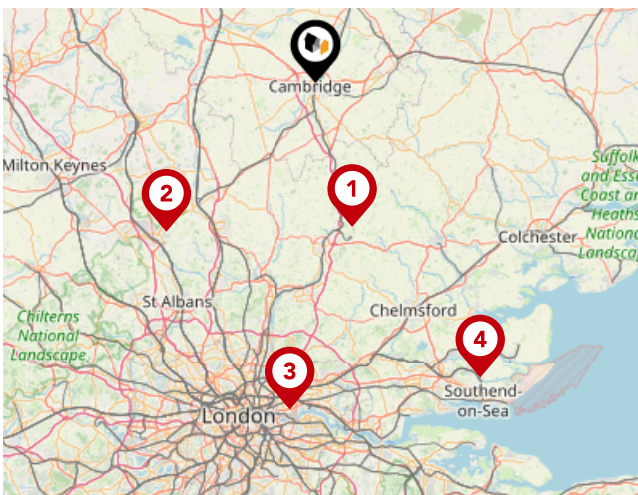 Cambridge
Milton Keynes
Suffolk
and Esse
Coast an
Heaths
Nationa
Landsca
2
1
Colchester
St Albans
Chelmsford
Chilterns
National
Landscape
4
3
Southend-
on-Sea
London